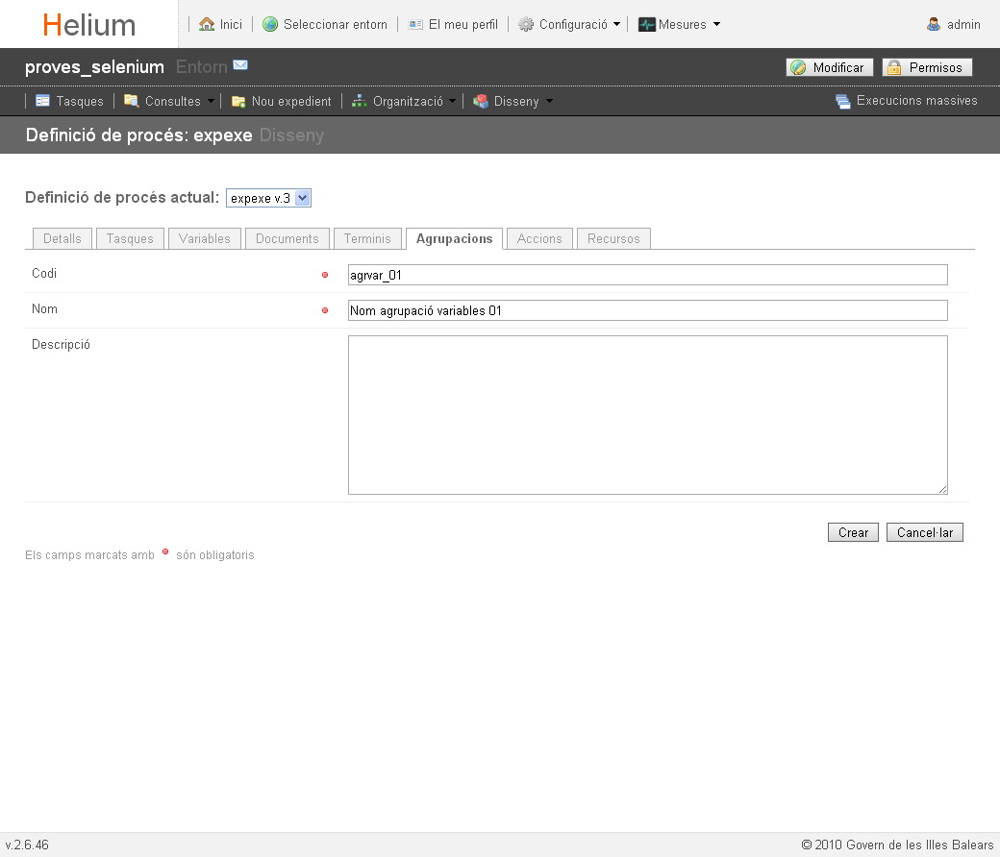 Helium
Inici Seleccionar entorn El meu perfil Configuració Mesures admin
proves_selenium Entorn Modificar Permisos
Tasques Consultes Nou expedient Organització Disseny Execucions massives
Definició de procés: expexe Disseny
Definició de procés actual: expexe v.3
Detalls Tasques Variables Documents Terminis Agrupacions Accions Recursos
Codi agrvar_01
Nom Nom agrupació variables 01
Descripció
Crear Cancel·lar
Els camps marcats amb són obligatoris
v.2.6.46 © 2010 Govern de les Illes Balears